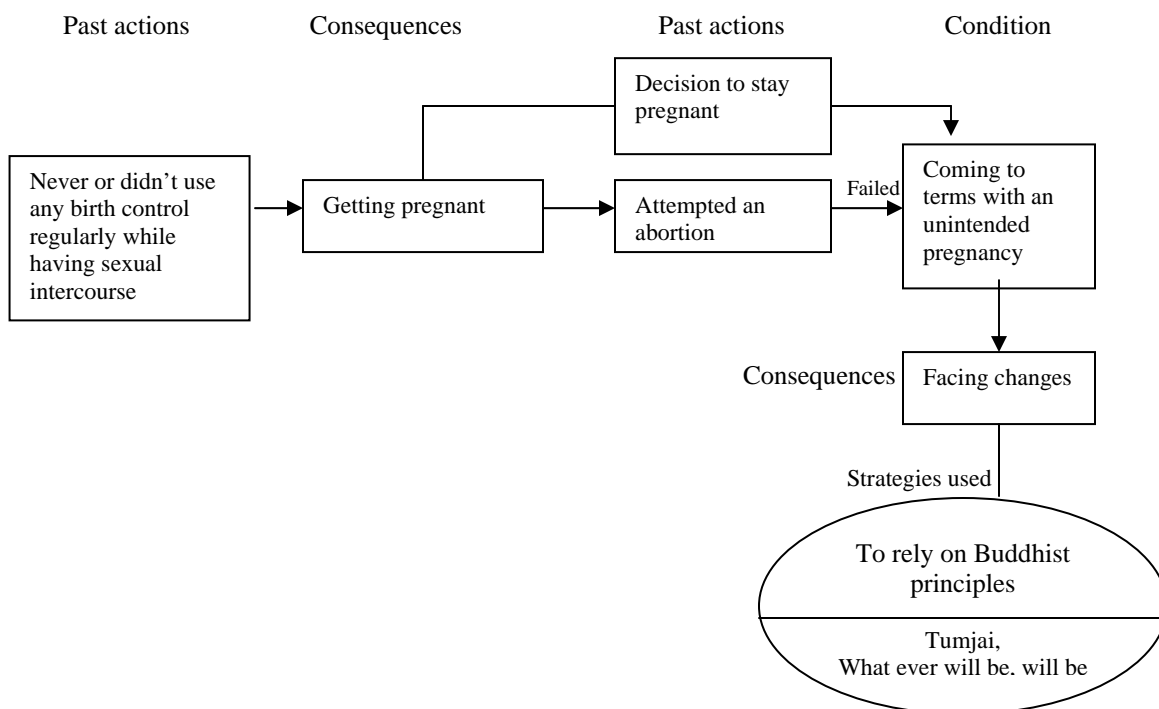 Past actions
Consequences
Past actions
Condition
Decision to stay
pregnant
Never or didn’t use
any birth control
regularly while
having sexual
intercourse
Getting pregnant
Attempted an
abortion
Failed
Coming to
terms with an
unintended
pregnancy
Consequences
Facing changes
Strategies used
To rely on Buddhist
principles
Tumjai,
What ever will be, will be